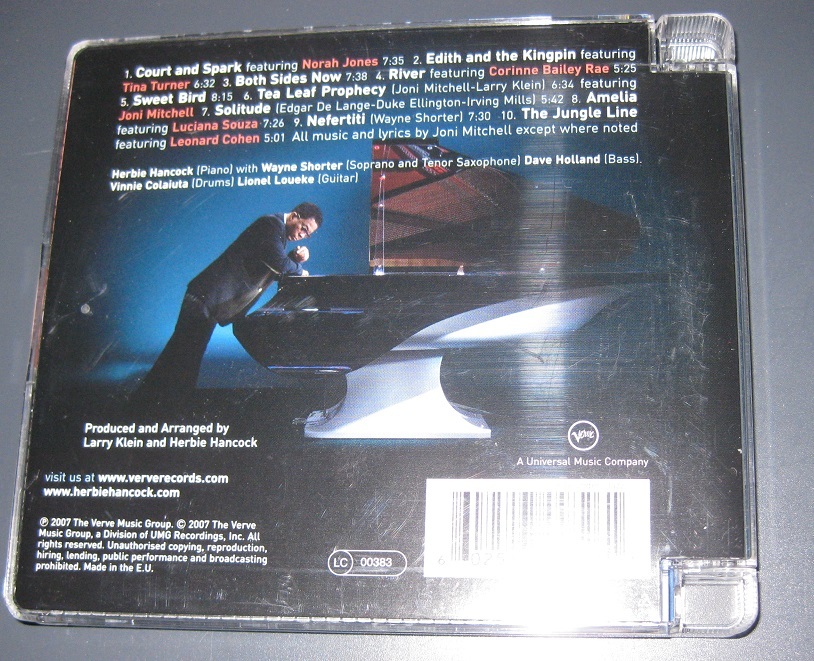 1. Court and Spark featuring Norah Jones 7:35 2. Edith and the Kingpin featuring
Tina Turner 6:32 3. Both Sides Now 7:38 4. River featuring Corinne Bailey Rae 5:25
5. Sweet Bird 8:15 6. Tea Leaf Prophecy (Joni Mitchell-Larry Klein) 6:34 featuring
Joni Mitchell 7. Solitude (Edgar De Lange-Duke Ellington-Irving Mills) 5:42 8. Amelia
featuring Luciana Souza 7:26 9. Nefertiti (Wayne Shorter) 7:30 10. The Jungle Line
featuring Leonard Cohen 5:01 All music and lyrics by Joni Mitchell except where noted
Herbie Hancock (Piano) with Wayne Shorter (Soprano and Tenor Saxophone) Dave Holland (Bass).
Vinnie Colaiuta (Drums) Lionel Loueke (Guitar)
Produced and Arranged by
Larry Klein and Herbie Hancock
Verve
A Universal Music Company
visit us at www.ververecords.com
www.herbiehancock.com
℗ 2007 The Verve Music Group. © 2007 The Verve
Music Group, a Division of UMG Recordings, Inc. All
rights reserved. Unauthorised copying, reproduction,
hiring, lending, public performance and broadcasting
prohibited. Made in the E.U.
LC 00383